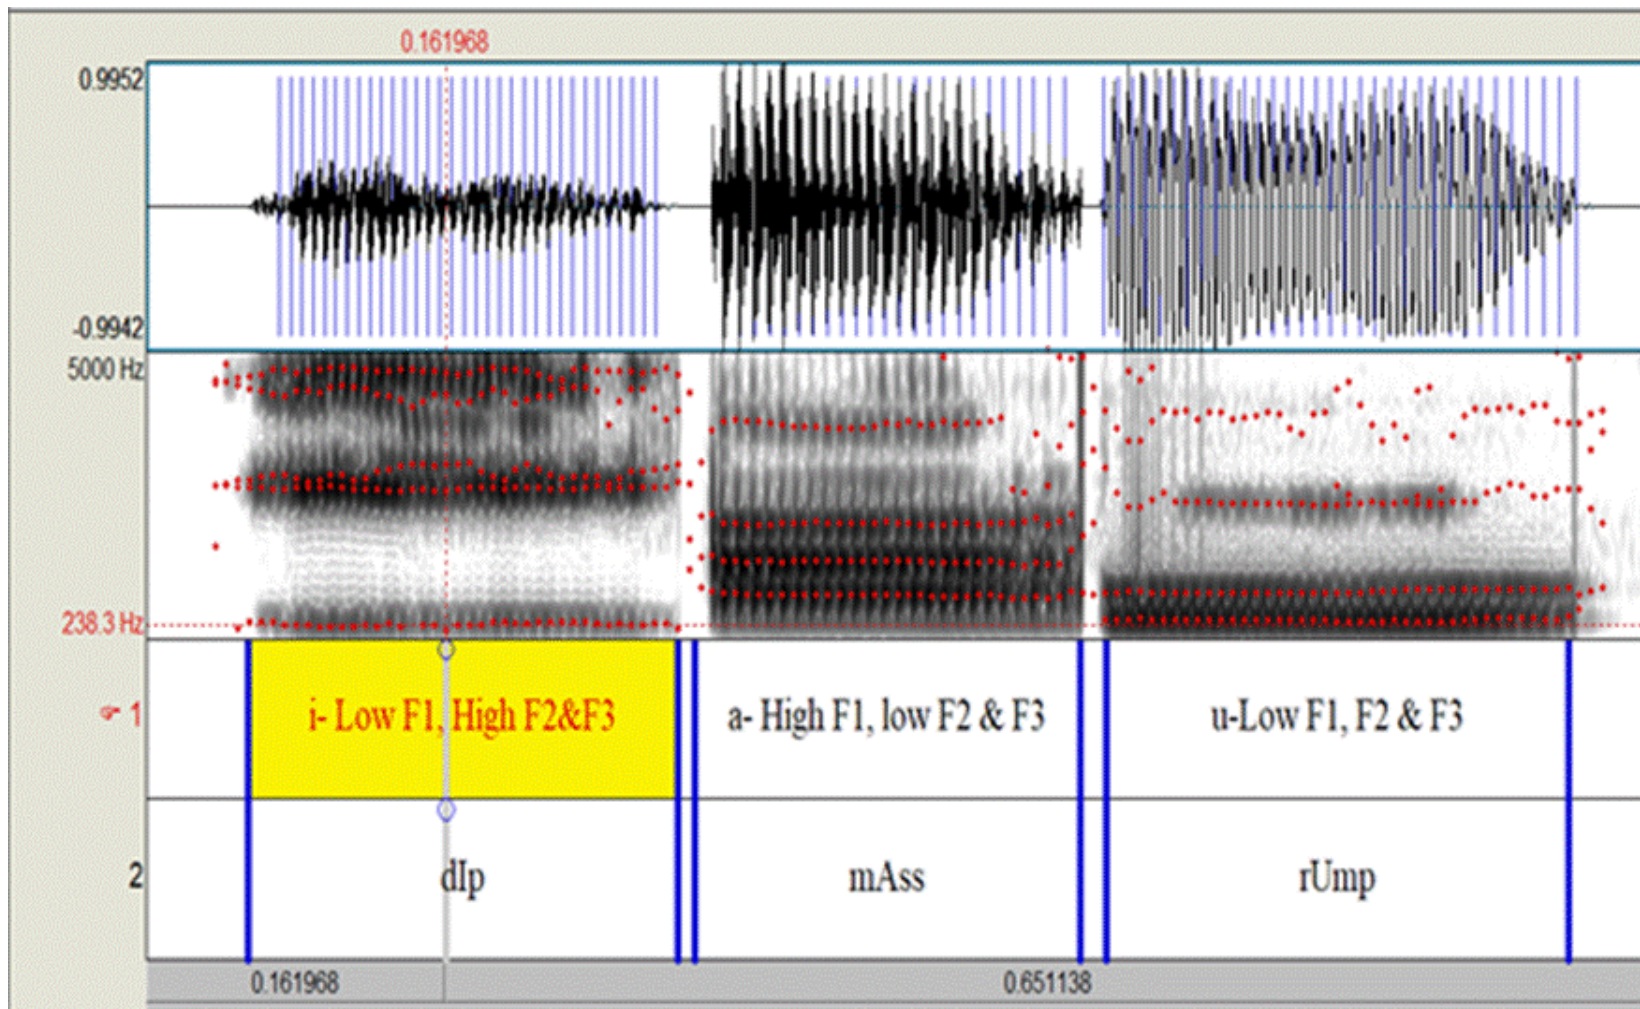 0.161968
0.9952
-0.9942
5000 Hz
238.3 Hz
1
i- Low F1, High F2&F3
a- High F1, low F2 & F3
u-Low F1, F2 & F3
2
dIp
mAss
rUmp
0.161968
0.651138